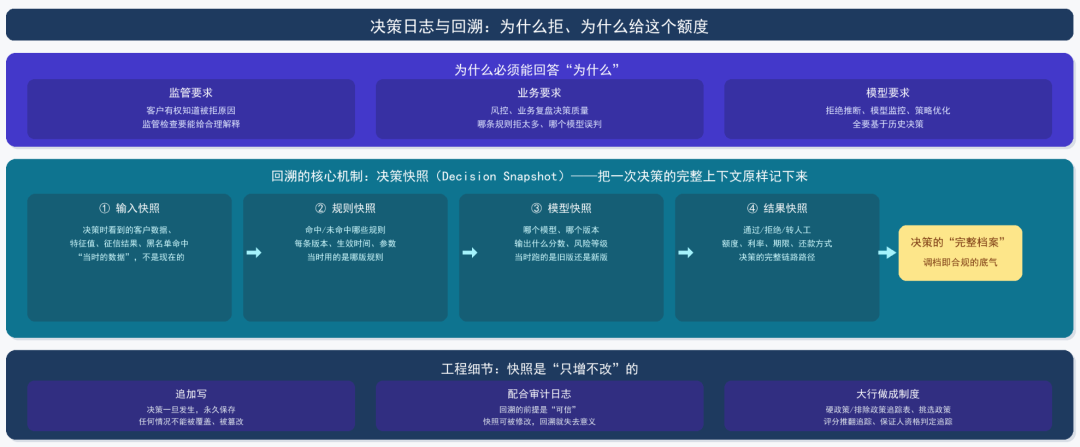 决策日志与回溯：为什么拒、为什么给这个额度
为什么必须能回答“为什么”
监管要求
客户有权知道被拒原因
监管检查要能给合理解释
业务要求
风控、业务复盘决策质量
哪条规则拒太多、哪个模型误判
模型要求
拒绝推断、模型监控、策略优化
全要基于历史决策
回溯的核心机制：决策快照（Decision Snapshot）——把一次决策的完整上下文原样记下来
① 输入快照
决策时看到的客户数据、
特征值、征信结果、黑名单命中
“当时的数据”，不是现在的
② 规则快照
命中/未命中哪些规则
每条版本、生效时间、参数
当时用的是哪版规则
③ 模型快照
哪个模型、哪个版本
输出什么分数、风险等级
当时跑的是旧版还是新版
④ 结果快照
通过/拒绝/转人工
额度、利率、期限、还款方式
决策的完整链路路径
决策的“完整档案”
调档即合规的底气
工程细节：快照是“只增不改”的
追加写
决策一旦发生，永久保存
任何情况不能被覆盖、被篡改
配合审计日志
回溯的前提是“可信”
快照可被修改，回溯就失去意义
大行做成制度
硬政策/排除政策追踪表、挑选政策
评分推翻追踪、保证人资格判定追踪